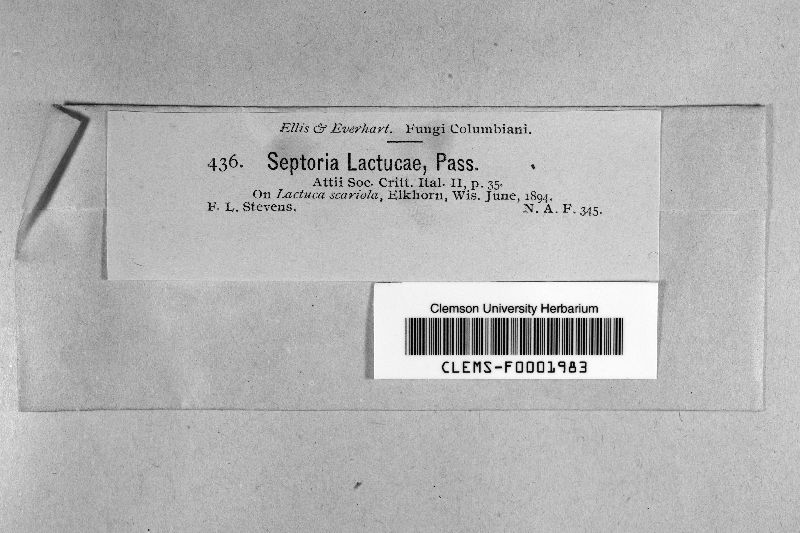 Ellis & Everhart. Fungi Columbiani.
436. Septoria Lactucae, Pass.
Attii Soc. Critt. Ital. II, p. 35.
On Lactuca scariola, Elkhorn, Wis. June, 1894.
F. L. Stevens. N. A. F. 345.
Clemson University Herbarium
CLEMS-F0001983